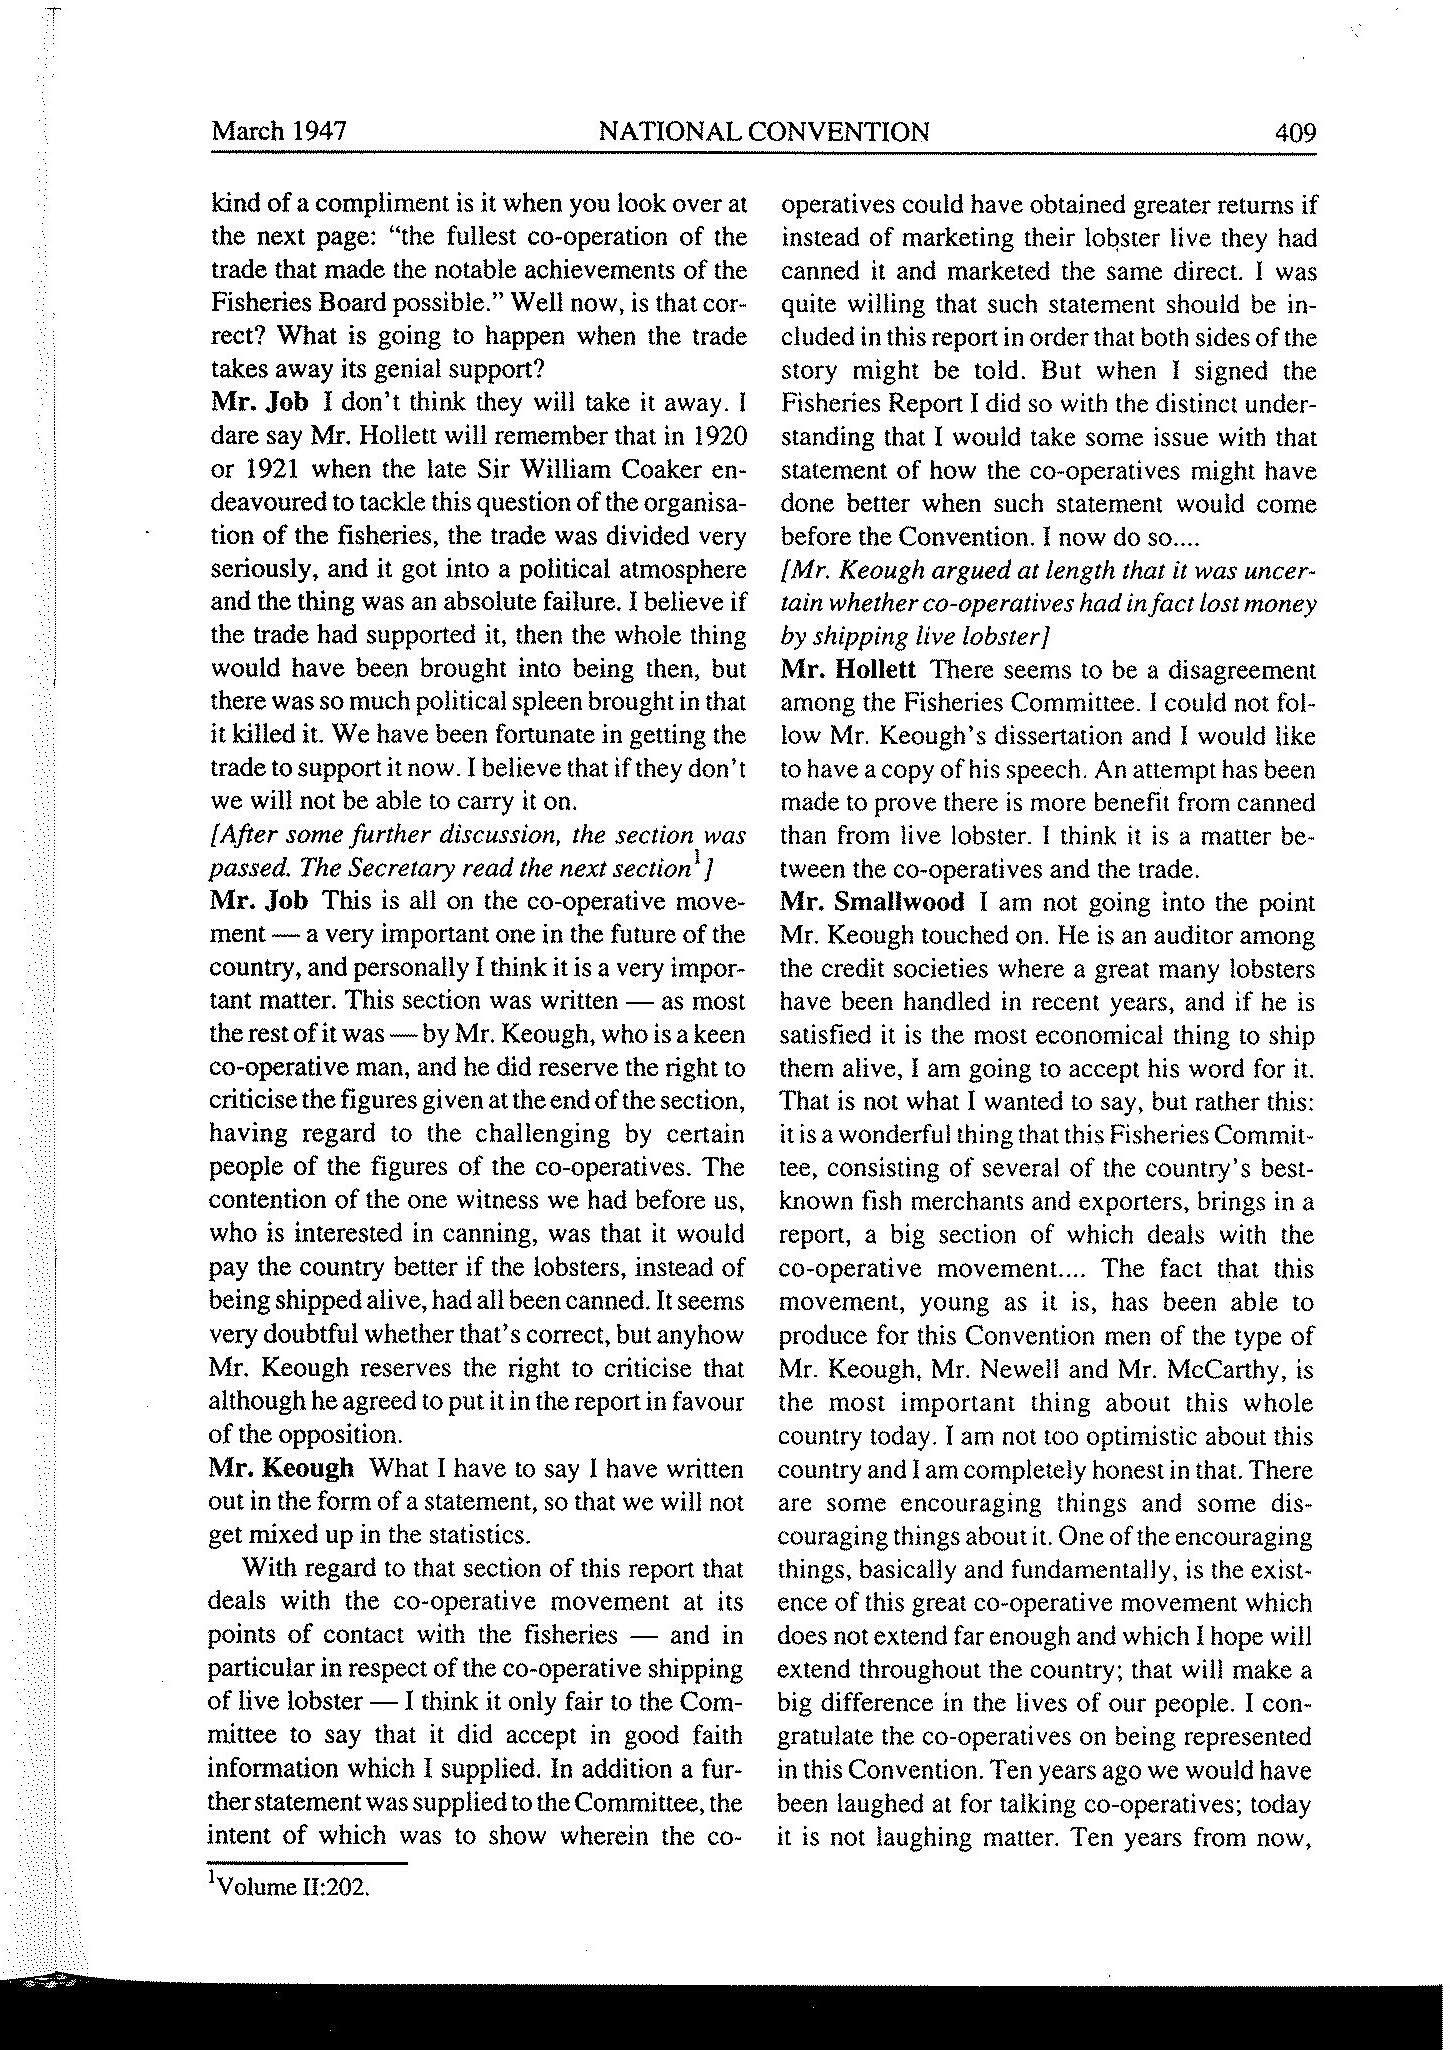 March 1947 NATIONAL CONVENTION 409
kind of a compliment is it when you look over at
the next page: “the fullest co-operation of the
trade that made the notable achievements of the
Fisheries Board possible.” Well now, is that cor-
rect? What is going to happen when the trade
takes away its genial support?
Mr. Job I don't think they will take it away. I
dare say Mr. Hollett will remember that in 1920
or 1921 when the late Sir William Coaker en-
deavoured to tackle this question of the organisa-
tion of the fisheries, the trade was divided very
seriously, and it got into a political atmosphere
and the thing was an absolute failure. I believe if
the trade had supported it, then the whole thing
would have been brought into being then, but
there was so much political spleen brought in that
it killed it. We have been fortunate in getting the
trade to support it now. I believe that if they don't
we will not be able to carry it on.
[After some further discussion, the section was
passed. The Secretary read the next section1]
Mr. Job This is all on the co-operative move-
ment — a very important one in the future of the
country, and personally I think it is a very impor-
tant matter. This section was written — as most
the rest of it was — by Mr. Keough, who is a keen
co-operative man, and he did reserve the right to
criticise the figures given at the end of the section,
having regard to the challenging by certain
people of the figures of the co-operatives. The
contention of the one witness we had before us,
who is interested in canning, was that it would
pay the country better if the lobsters, instead of
being shipped alive, had all been canned. It seems
very doubtful whether that's correct, but anyhow
Mr. Keough reserves the right to criticise that
although he agreed to put it in the report in favour
of the opposition.
Mr. Keough What I have to say I have written
out in the form of a statement, so that we will not
get mixed up in the statistics.
With regard to that section of this report that
deals with the co-operative movement at its
points of contact with the fisheries — and in
particular in respect of the co-operative shipping
of live lobster — I think it only fair to the Com-
mittee to say that it did accept in good faith
information which I supplied. In addition a fur-
ther statement was supplied to the Committee, the
intent of which was to show wherein the co-
operatives could have obtained greater returns if
instead of marketing their lobster live they had
canned it and marketed the same direct. I was
quite willing that such statement should be in-
cluded in this report in order that both sides of the
story might be told. But when I signed the
Fisheries Report I did so with the distinct under-
standing that I would take some issue with that
statement of how the co-operatives might have
done better when such statement would come
before the Convention. I now do so....
[Mr. Keough argued at length that it was uncer-
tain whether co-operatives had in fact lost money
by shipping live lobster]
Mr. Hollett There seems to be a disagreement
among the Fisheries Committee. I could not fol-
low Mr. Keough's dissertation and I would like
to have a copy of his speech. An attempt has been
made to prove there is more benefit from canned
than from live lobster. I think it is a matter be-
tween the co-operatives and the trade.
Mr. Smallwood I am not going into the point
Mr. Keough touched on. He is an auditor among
the credit societies where a great many lobsters
have been handled in recent years, and if he is
satisfied it is the most economical thing to ship
them alive, I am going to accept his word for it.
That is not what I wanted to say, but rather this:
it is a wonderful thing that this Fisheries Commit-
tee, consisting of several of the country's best-
known fish merchants and exporters, brings in a
report, a big section of which deals with the
co-operative movement.... The fact that this
movement, young as it is, has been able to
produce for this Convention men of the type of
Mr. Keough, Mr. Newell and Mr. McCarthy, is
the most important thing about this whole
country today. I am not too optimistic about this
country and I am completely honest in that. There
are some encouraging things and some dis-
couraging things about it. One of the encouraging
things, basically and fundamentally, is the exist-
ence of this great co-operative movement which
does not extend far enough and which I hope will
extend throughout the country; that will make a
big difference in the lives of our people. I con-
gratulate the co-operatives on being represented
in this Convention. Ten years ago we would have
been laughed at for talking co-operatives; today
it is not laughing matter. Ten years from now,
1Volume II:202.